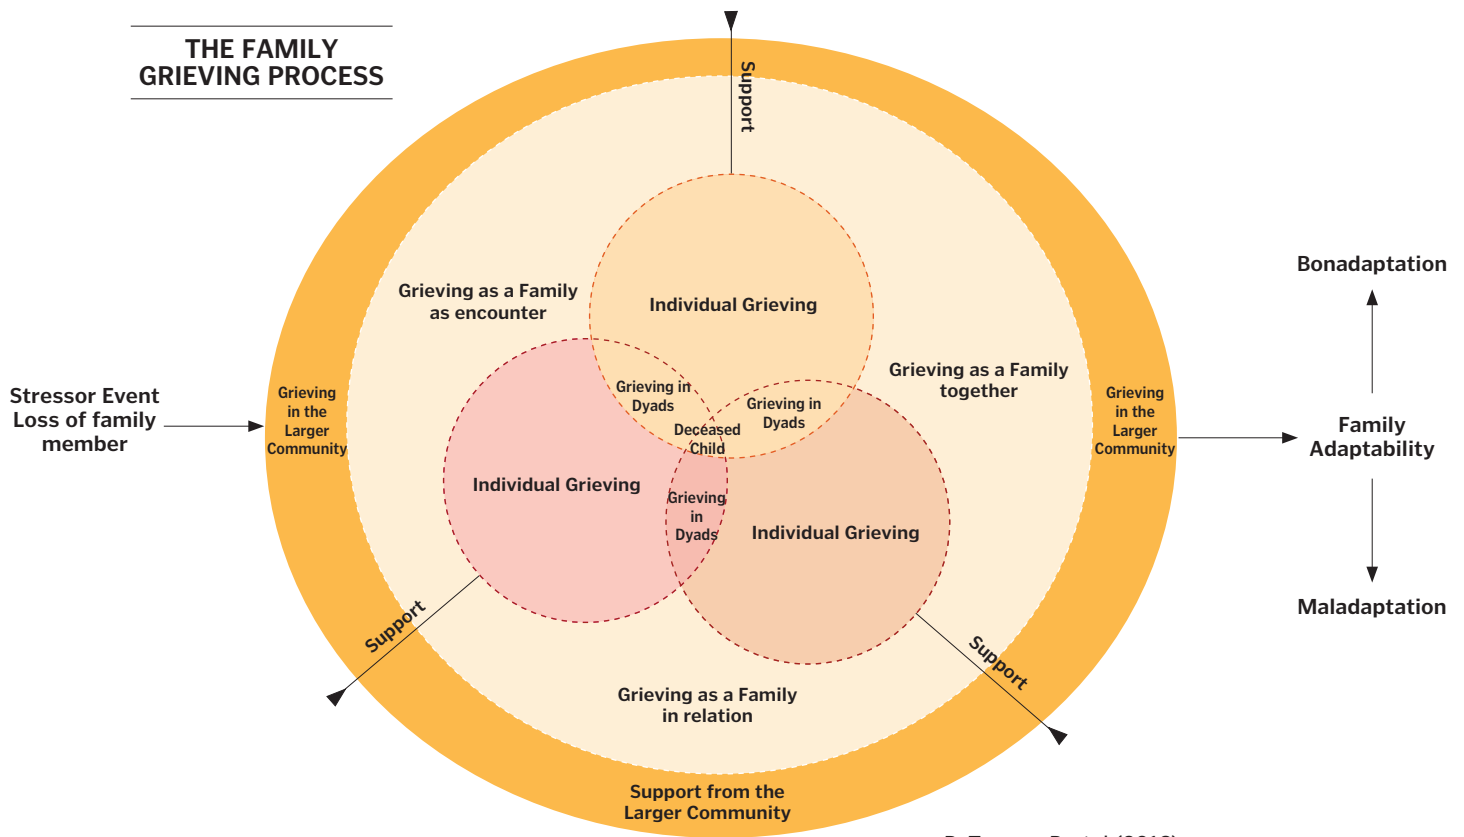 THE FAMILY
GRIEVING PROCESS
Support
Grieving as a Family
as encounter
Individual Grieving
Bonadaptation
Grieving as a Family
together
Stressor Event
Loss of family
member
Grieving
in the
Larger
Community
Grieving in
Dyads
Grieving in
Dyads
Deceased
Child
Grieving
in the
Larger
Community
Family
Adaptability
Individual Grieving
Grieving
in
Dyads
Individual Grieving
Support
Support
Maladaptation
Grieving as a Family
in relation
Support from the
Larger Community